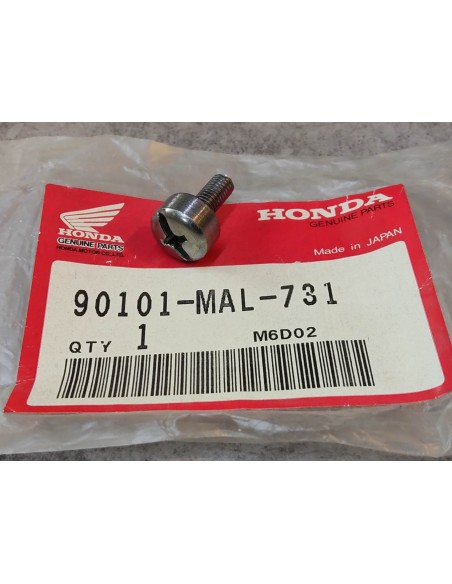 HONDA
GENUINE PARTS
HONDA MOTOR CO.,LTD.
HONDA
GENUINE PARTS
Made in JAPAN
90101-MAL-731
QTY 1 M6D02